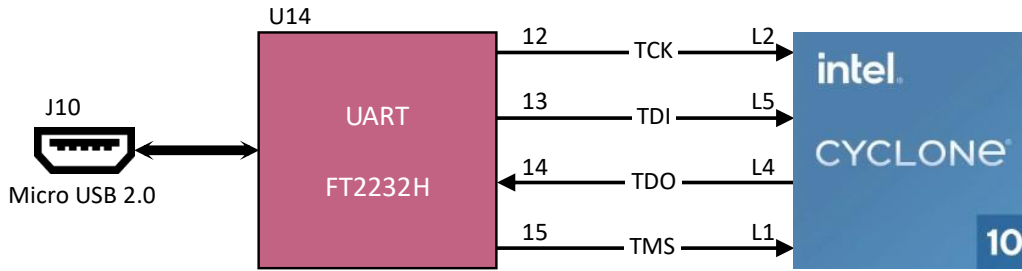 U14
12 TCK L2
intel.
J10
13 TDI L5
UART
CYCLONE®
Micro USB 2.0
FT2232H
14 TDO L4
15 TMS L1
10